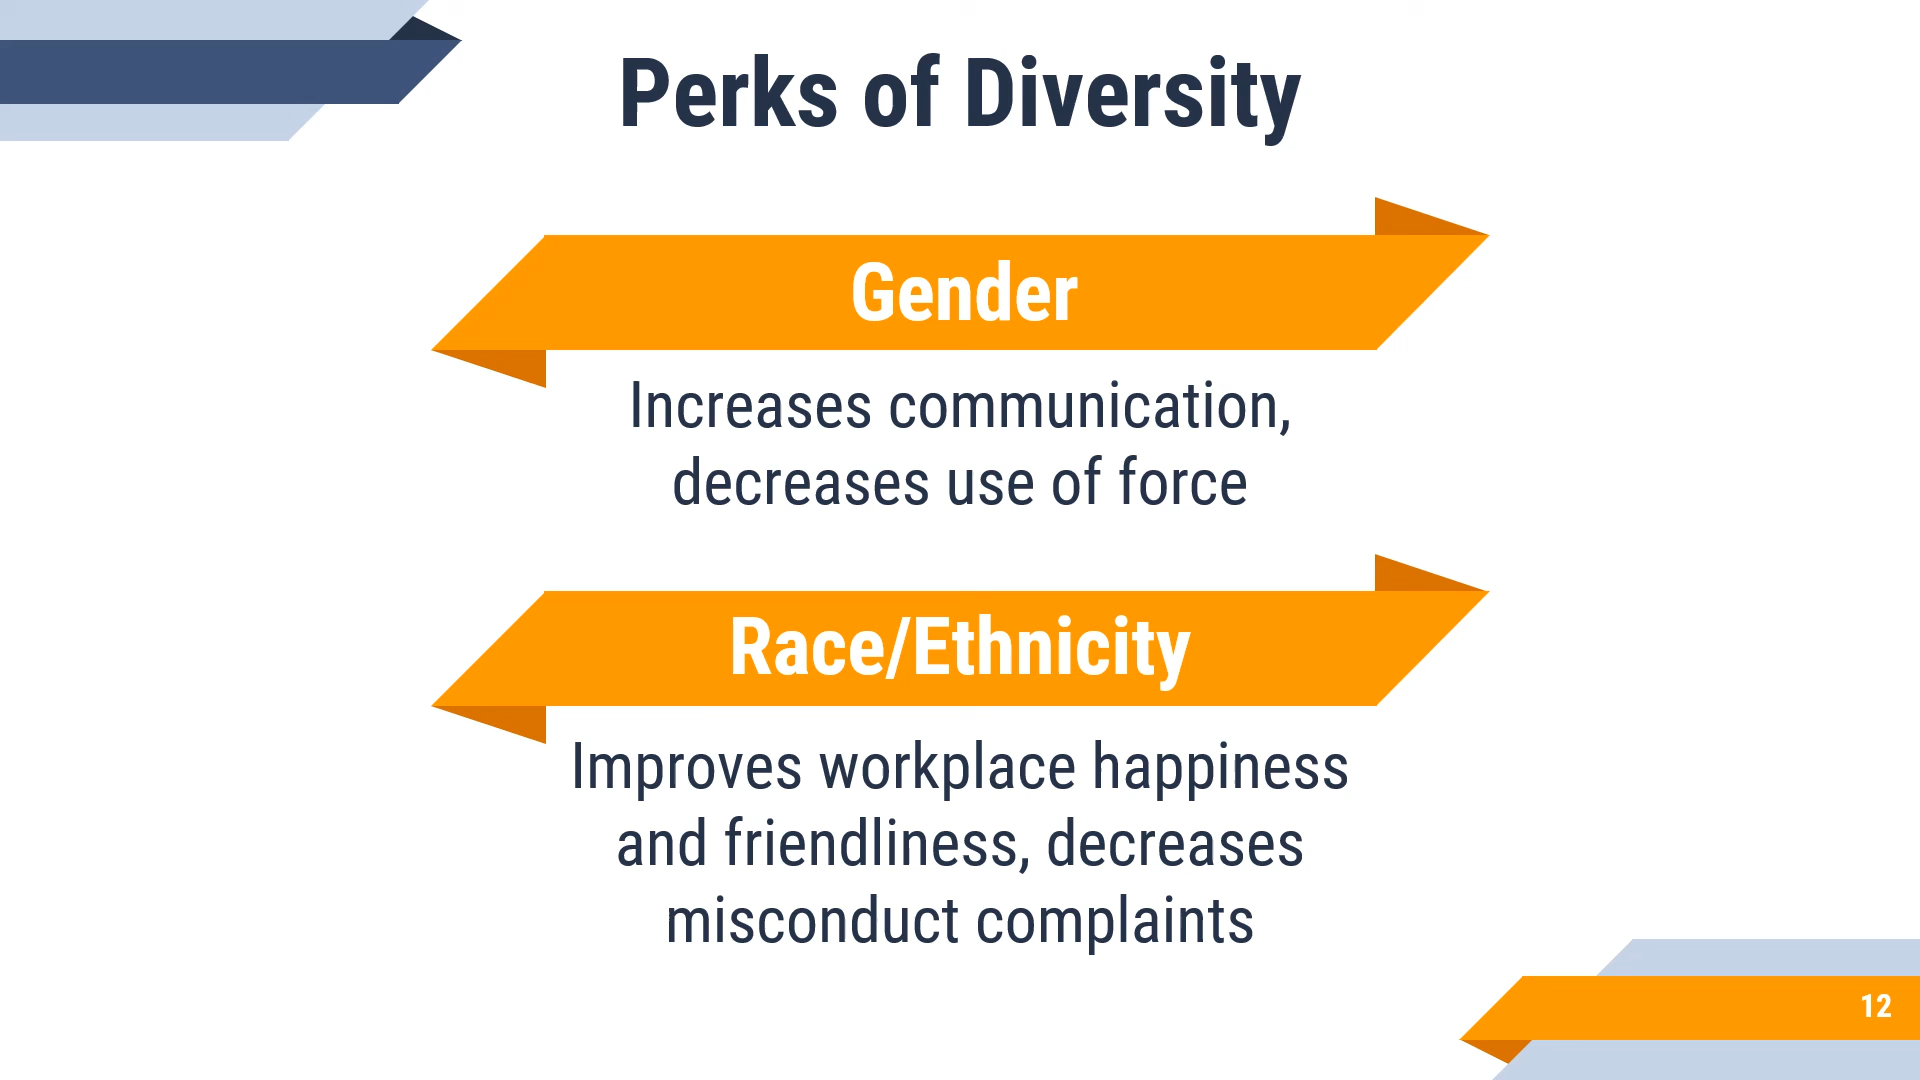 Perks of Diversity
Gender
Increases communication,
decreases use of force
Race/Ethnicity
Improves workplace happiness
and friendliness, decreases
misconduct complaints
12